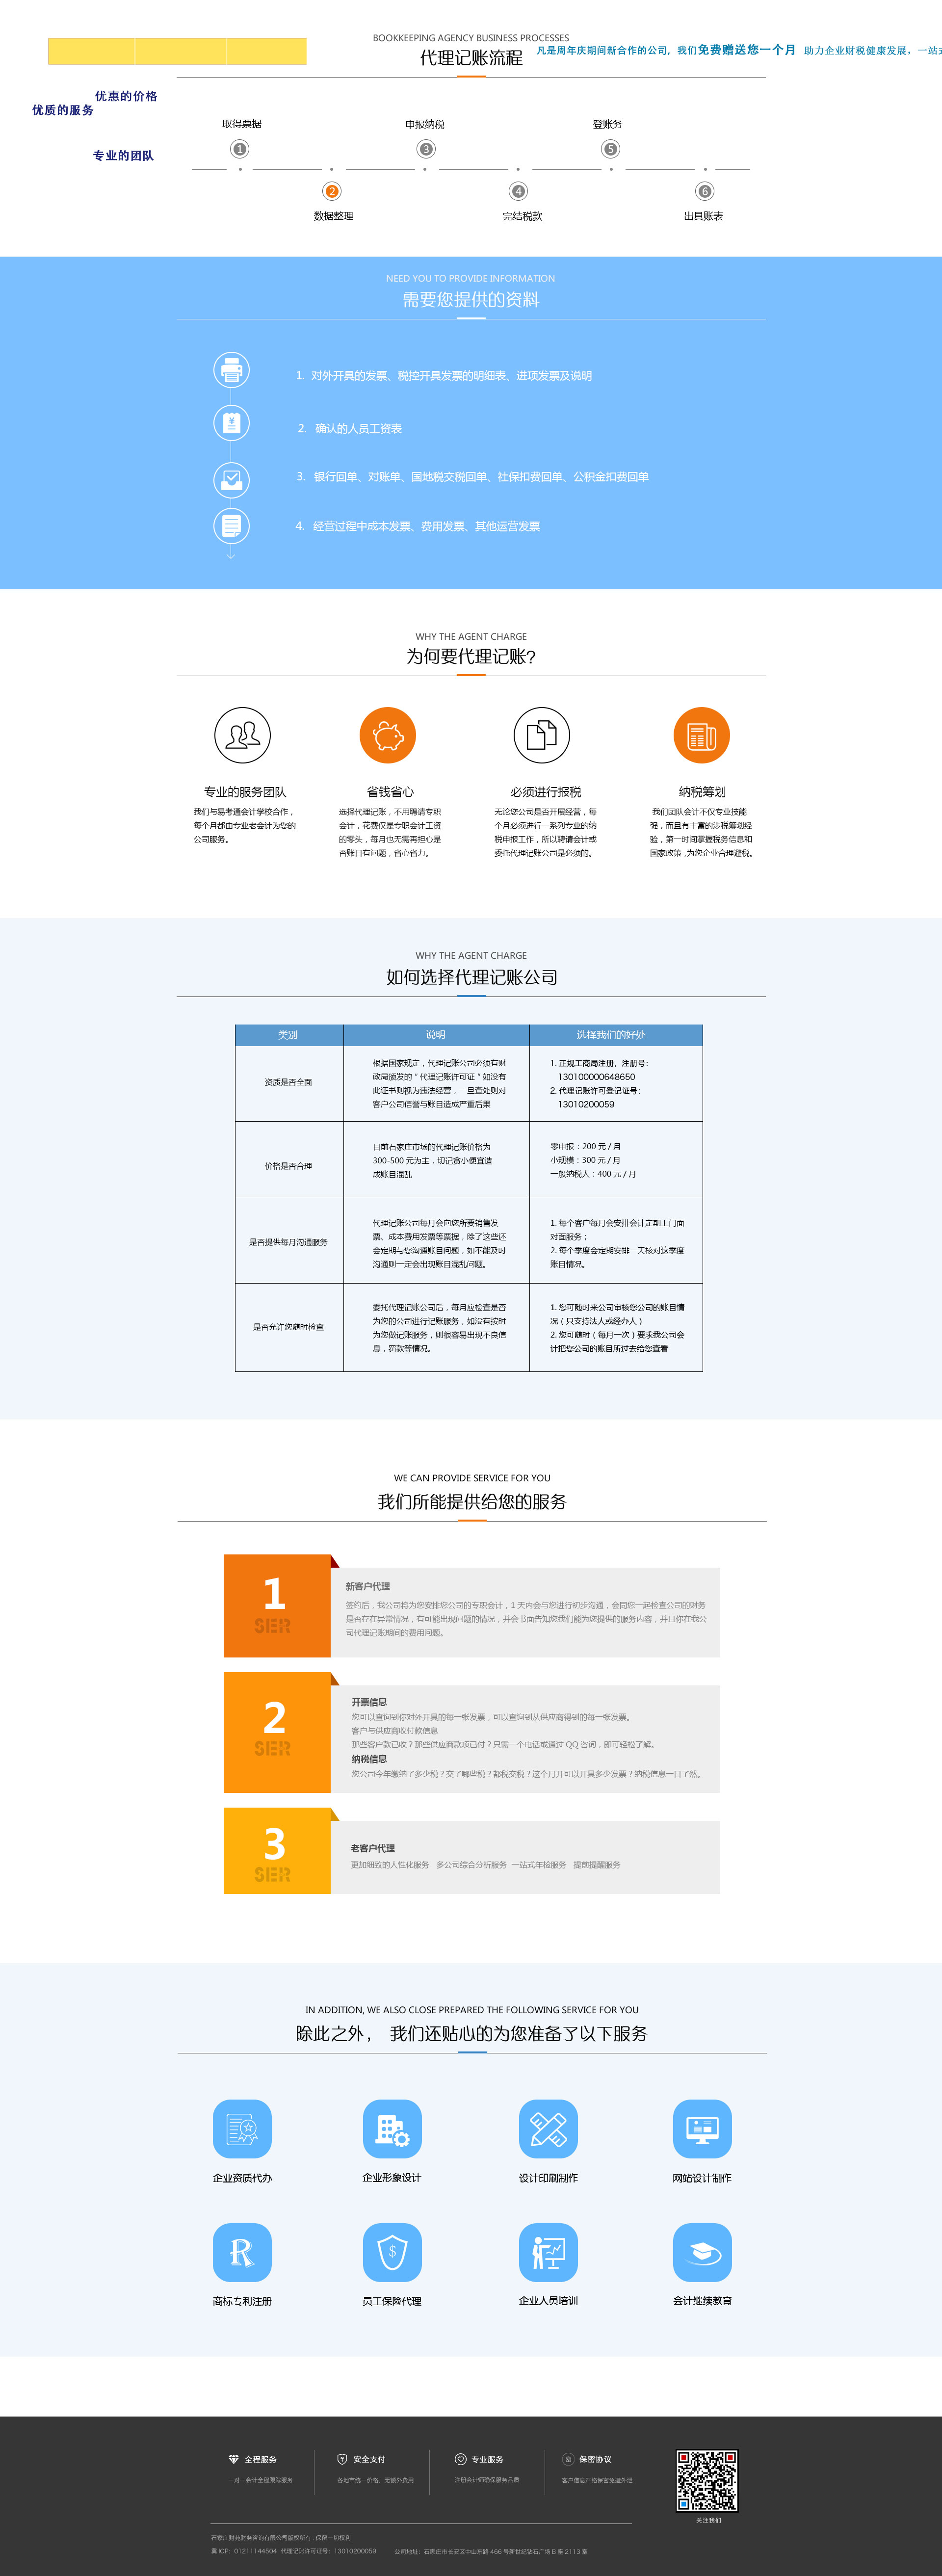 BOOKKEEPING AGENCY BUSINESS PROCESSES
代理记账流程
凡是周年庆期间新合作的公司，我们免费赠送您一个月 助力企业财税健康发展，一站
优惠的价格
优质的服务
专业的团队
取得票据
申报纳税
登账务
1
3
5
2
4
6
数据整理
完结税款
出具账表
NEED YOU TO PROVIDE INFORMATION
需要您提供的资料
1. 对外开具的发票、税控开具发票的明细表、进项发票及说明
2. 确认的人员工资表
3. 银行回单、对账单、国地税交税回单、社保扣费回单、公积金扣费回单
4. 经营过程中成本发票、费用发票、其他运营发票
WHY THE AGENT CHARGE
为何要代理记账？
专业的服务团队
我们与易考通会计学校合作，
每个月都由专业老会计为您的
公司服务。
省钱省心
选择代理记账，不用聘请专职
会计，花费仅是专职会计工资
的零头，每月也无需再担心是
否账目有问题，省心省力。
必须进行报税
无论您公司是否开展经营，每
个月必须进行一系列专业的纳
税申报工作，所以聘请会计或
委托代理记账公司是必须的。
纳税筹划
我们团队会计不仅专业技能
强，而且有丰富的涉税筹划经
验，第一时间掌握税务信息和
国家政策，为您企业合理避税。
WHY THE AGENT CHARGE
如何选择代理记账公司
类别 说明 选择我们的好处
资质是否全面
根据国家规定，代理记账公司必须有财
政局颁发的“代理记账许可证“如没有
此证书则视为违法经营，一旦查处则对
客户公司信誉与账目造成严重后果
1. 正规工商局注册，注册号：
130100000648650
2. 代理记账许可登记证号：
13010200059
价格是否合理
目前石家庄市场的代理记账价格为
300-500 元为主，切记贪小便宜造
成账目混乱
零申报：200 元 / 月
小规模：300 元 / 月
一般纳税人：400 元 / 月
是否提供每月沟通服务
代理记账公司每月会向您所要销售发
票、成本费用发票等票据，除了这些还
会定期与您沟通账目问题，如不能及时
沟通则一定会出现账目混乱问题。
1. 每个客户每月会安排会计定期上门面
对面服务；
2. 每个季度会定期安排一天核对这季度
账目情况。
是否允许您随时检查
委托代理记账公司后，每月应检查是否
为您的公司进行记账服务，如没有按时
为您做记账服务，则很容易出现不良信
息，罚款等情况。
1. 您可随时来公司审核您公司的账目情
况（只支持法人或经办人）
2. 您可随时（每月一次）要求我公司会
计把您公司的账目所过去给您查看
WE CAN PROVIDE SERVICE FOR YOU
我们所能提供给您的服务
1
SER
新客户代理
签约后，我公司将为您安排您公司的专职会计，1 天内会与您进行初步沟通，会同您一起检查公司的财务
是否存在异常情况，有可能出现问题的情况，并会书面告知您我们能为您提供的服务内容，并且你在我公
司代理记账期间的费用问题。
2
SER
开票信息
您可以查询到你对外开具的每一张发票，可以查询到从供应商得到的每一张发票。
客户与供应商收付款信息
那些客户款已收？那些供应商款项已付？只需一个电话或通过 QQ 咨询，即可轻松了解。
纳税信息
您公司今年缴纳了多少税？交了哪些税？都税交税？这个月开可以开具多少发票？纳税信息一目了然。
3
SER
老客户代理
更加细致的人性化服务 多公司综合分析服务 一站式年检服务 提前提醒服务
IN ADDITION, WE ALSO CLOSE PREPARED THE FOLLOWING SERVICE FOR YOU
除此之外， 我们还贴心的为您准备了以下服务
企业资质代办
企业形象设计
设计印刷制作
网站设计制作
R
$
商标专利注册
员工保险代理
企业人员培训
会计继续教育
全程服务
一对一会计全程跟踪服务
安全支付
各地市统一价格，无额外费用
专业服务
注册会计师确保服务品质
保密协议
客户信息严格保密免遭外泄
关注我们
石家庄财亮财务咨询有限公司版权所有 . 保留一切权利
冀 ICP：01211144504 代理记账许可证号：13010200059 公司地址：石家庄市长安区中山东路 466 号新世纪钻石广场 B 座 2113 室